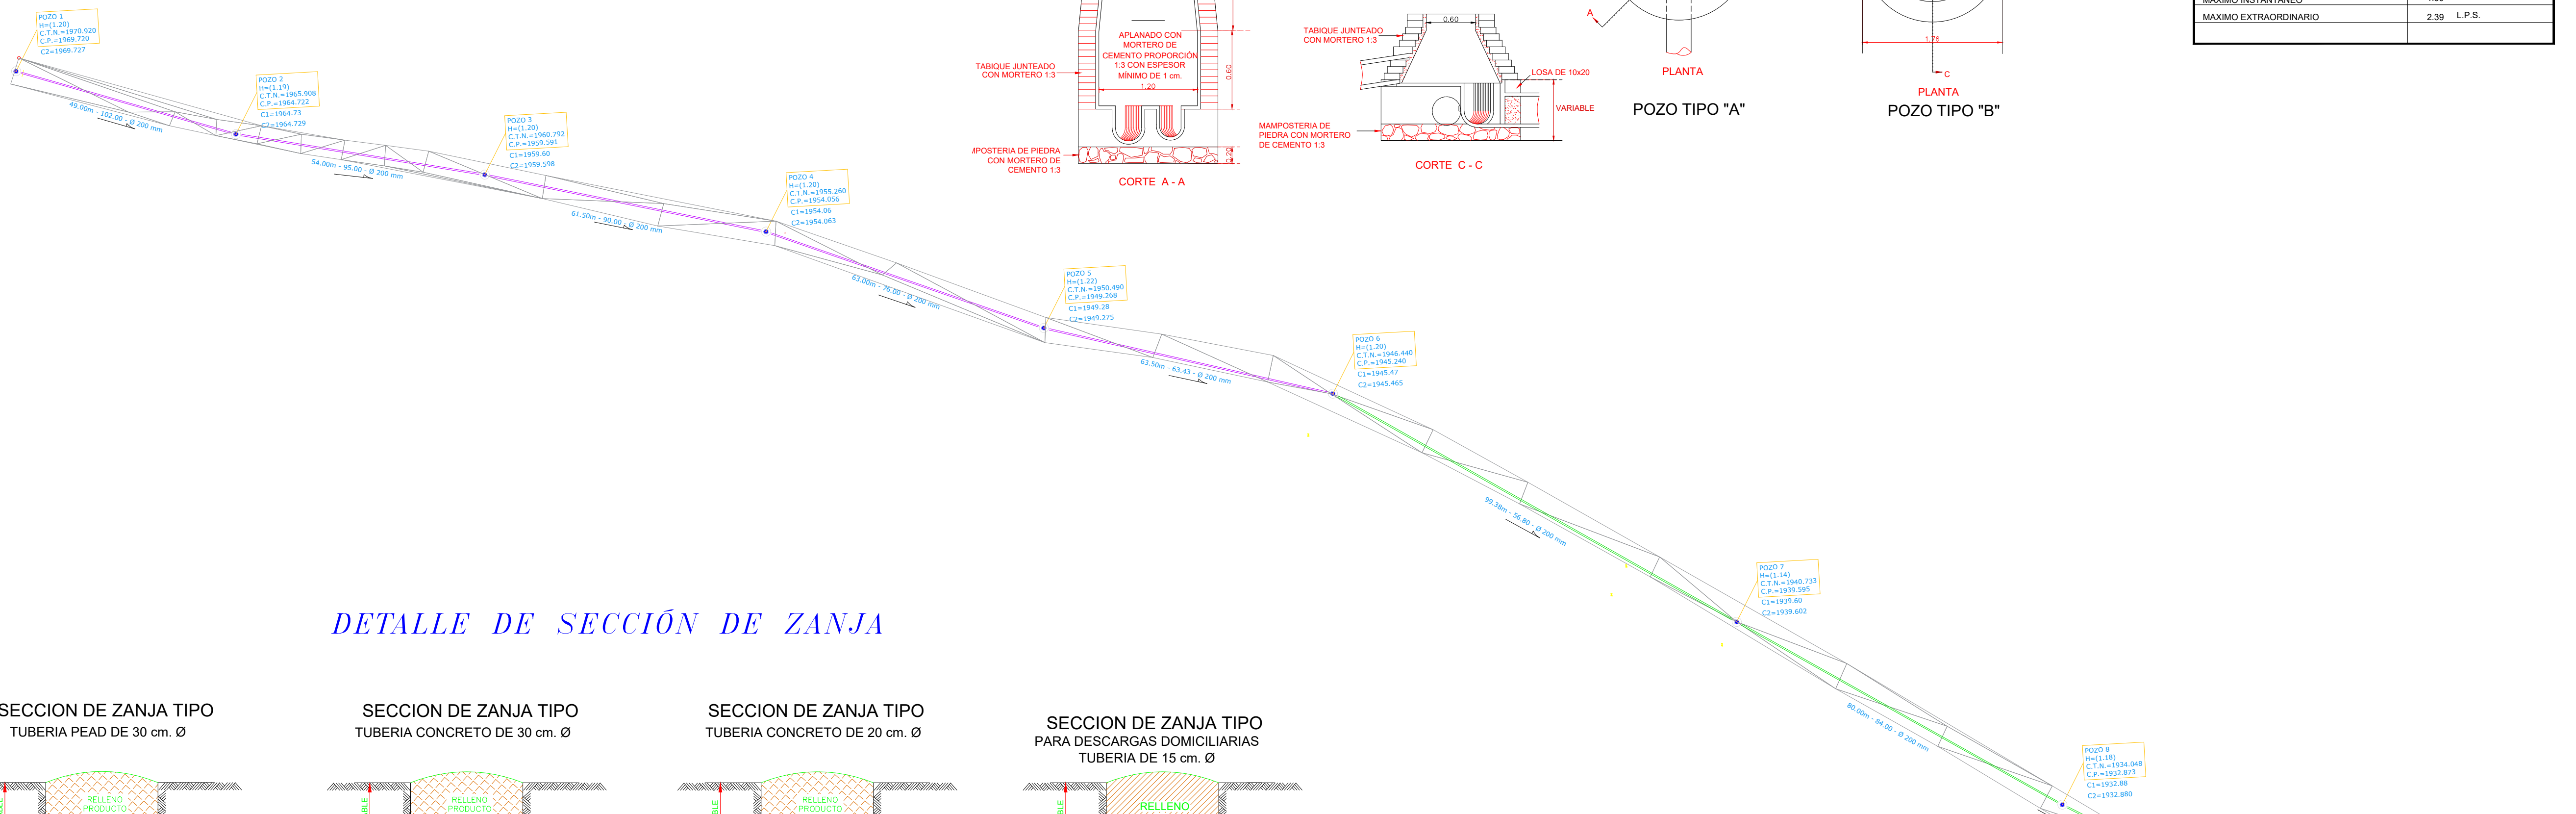 POZO 1
H=(1.20)
C.T.N.=1970.920
C.P.=1969.720
C2=1969.727
49.00m - 102.00 - Ø 200 mm
POZO 2
H=(1.19)
C.T.N.=1965.908
C.P.=1964.722
C1=1964.73
C2=1964.729
54.00m - 95.00 - Ø 200 mm
POZO 3
H=(1.20)
C.T.N.=1960.792
C.P.=1959.591
C1=1959.60
C2=1959.598
61.50m - 90.00 - Ø 200 mm
POZO 4
H=(1.20)
C.T.N.=1955.260
C.P.=1954.056
C1=1954.06
C2=1954.063
63.00m - 76.00 - Ø 200 mm
POZO 5
H=(1.22)
C.T.N.=1950.490
C.P.=1949.268
C1=1949.28
C2=1949.275
63.50m - 63.43 - Ø 200 mm
POZO 6
H=(1.20)
C.T.N.=1946.440
C.P.=1945.240
C1=1945.47
C2=1945.465
99.38m - 56.80 - Ø 200 mm
POZO 7
H=(1.14)
C.T.N.=1940.733
C.P.=1939.595
C1=1939.60
C2=1939.602
80.00m - 84.00 - Ø 200 mm
POZO 8
H=(1.18)
C.T.N.=1934.048
C.P.=1932.873
C1=1932.88
C2=1932.880
APLANADO CON
MORTERO DE
CEMENTO PROPORCIÓN
1:3 CON ESPESOR
MÍNIMO DE 1 cm.
1.20
0.60
0.20
TABIQUE JUNTEADO
CON MORTERO 1:3
MPOSTERIA DE PIEDRA
CON MORTERO DE
CEMENTO 1:3
CORTE A - A
0.60
TABIQUE JUNTEADO
CON MORTERO 1:3
LOSA DE 10x20
VARIABLE
MAMPOSTERIA DE
PIEDRA CON MORTERO
DE CEMENTO 1:3
CORTE C - C
A
PLANTA
POZO TIPO "A"
1.76
C
PLANTA
POZO TIPO "B"
MAXIMO INSTANTANEO
MAXIMO EXTRAORDINARIO 2.39 L.P.S.
DETALLE DE SECCIÓN DE ZANJA
SECCION DE ZANJA TIPO
TUBERIA PEAD DE 30 cm. Ø
RELLENO
PRODUCTO
SECCION DE ZANJA TIPO
TUBERIA CONCRETO DE 30 cm. Ø
RELLENO
PRODUCTO
SECCION DE ZANJA TIPO
TUBERIA CONCRETO DE 20 cm. Ø
RELLENO
PRODUCTO
SECCION DE ZANJA TIPO
PARA DESCARGAS DOMICILIARIAS
TUBERIA DE 15 cm. Ø
RELLENO